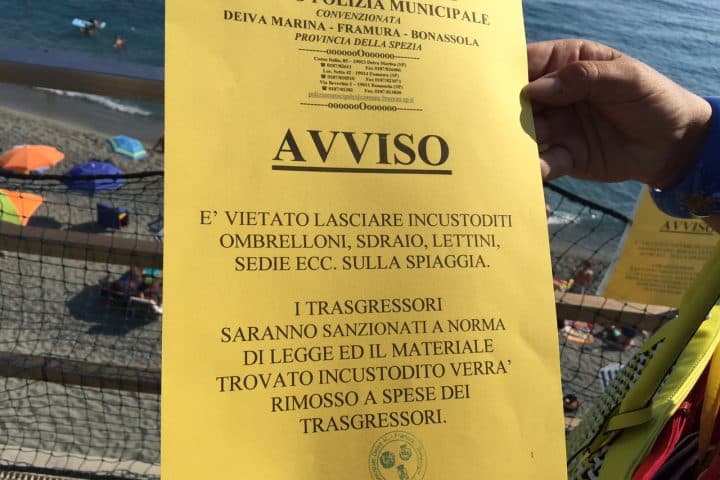 POLIZIA MUNICIPALE
CONVENZIONATA
DEIVA MARINA - FRAMURA - BONASSOLA
PROVINCIA DELLA SPEZIA
AVVISO
E' VIETATO LASCIARE INCUSTODITI
OMBRELLONI, SDRAIO, LETTINI,
SEDIE ECC. SULLA SPIAGGIA.
I TRASGRESSORI
SARANNO SANZIONATI A NORMA
DI LEGGE ED IL MATERIALE
TROVATO INCUSTODITO VERRA'
RIMOSSO A SPESE DEI
TRASGRESSORI.
1
AVVISO